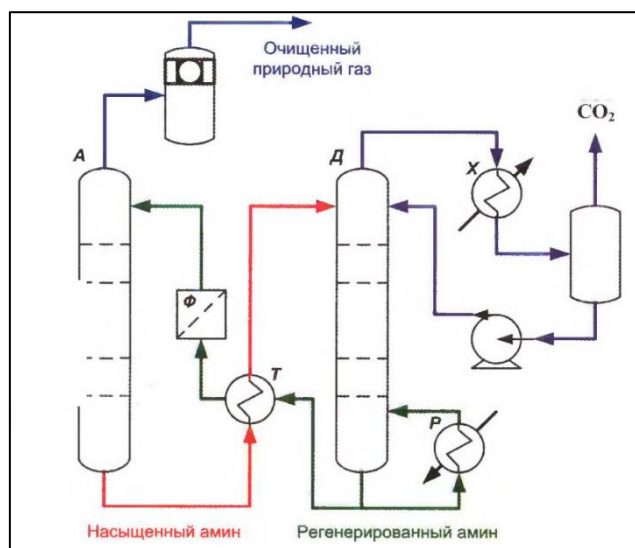 Очищенный
природный газ
CO₂
А
Д
Х
Ф
Т
Р
Насыщенный амин
Регенерированный амин